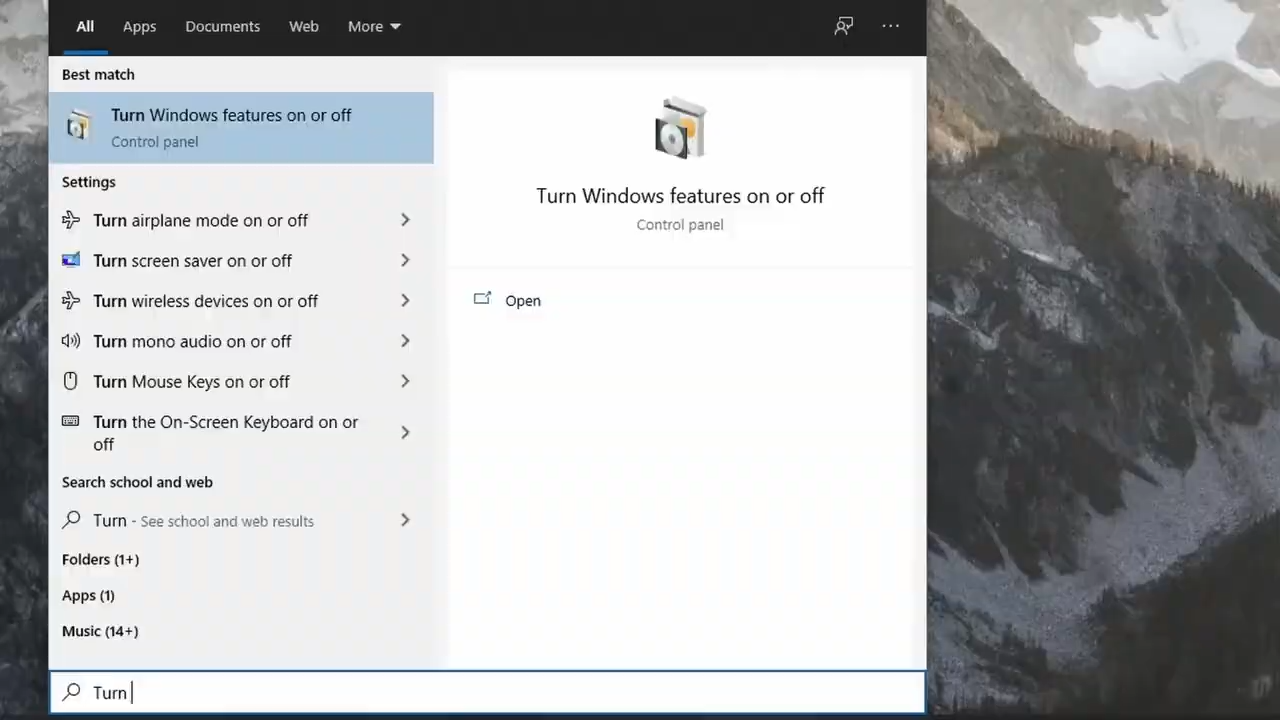 All Apps Documents Web More
Best match
Turn Windows features on or off
Control panel
Settings
Turn airplane mode on or off
Turn screen saver on or off
Turn wireless devices on or off
Turn mono audio on or off
Turn Mouse Keys on or off
Turn the On-Screen Keyboard on or
off
Search school and web
Turn - See school and web results
Folders (1+)
Apps (1)
Music (14+)
Turn Windows features on or off
Control panel
Open
Turn